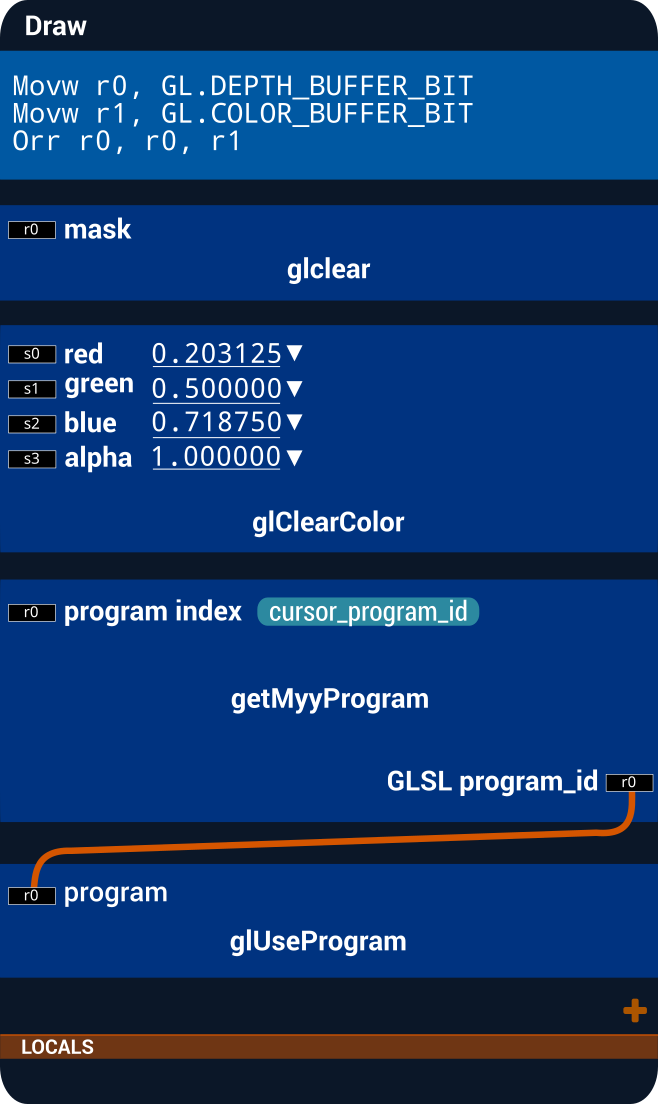 Draw
Movw r0, GL.DEPTH_BUFFER_BIT
Movw r1, GL.COLOR_BUFFER_BIT
Orr r0, r0, r1
r0 mask
glclear
s0 red 0.203125▼
s1 green 0.500000▼
s2 blue 0.718750▼
s3 alpha 1.000000▼
glClearColor
r0 program index cursor_program_id
getMyyProgram
GLSL program_id r0
r0 program
glUseProgram
+
LOCALS